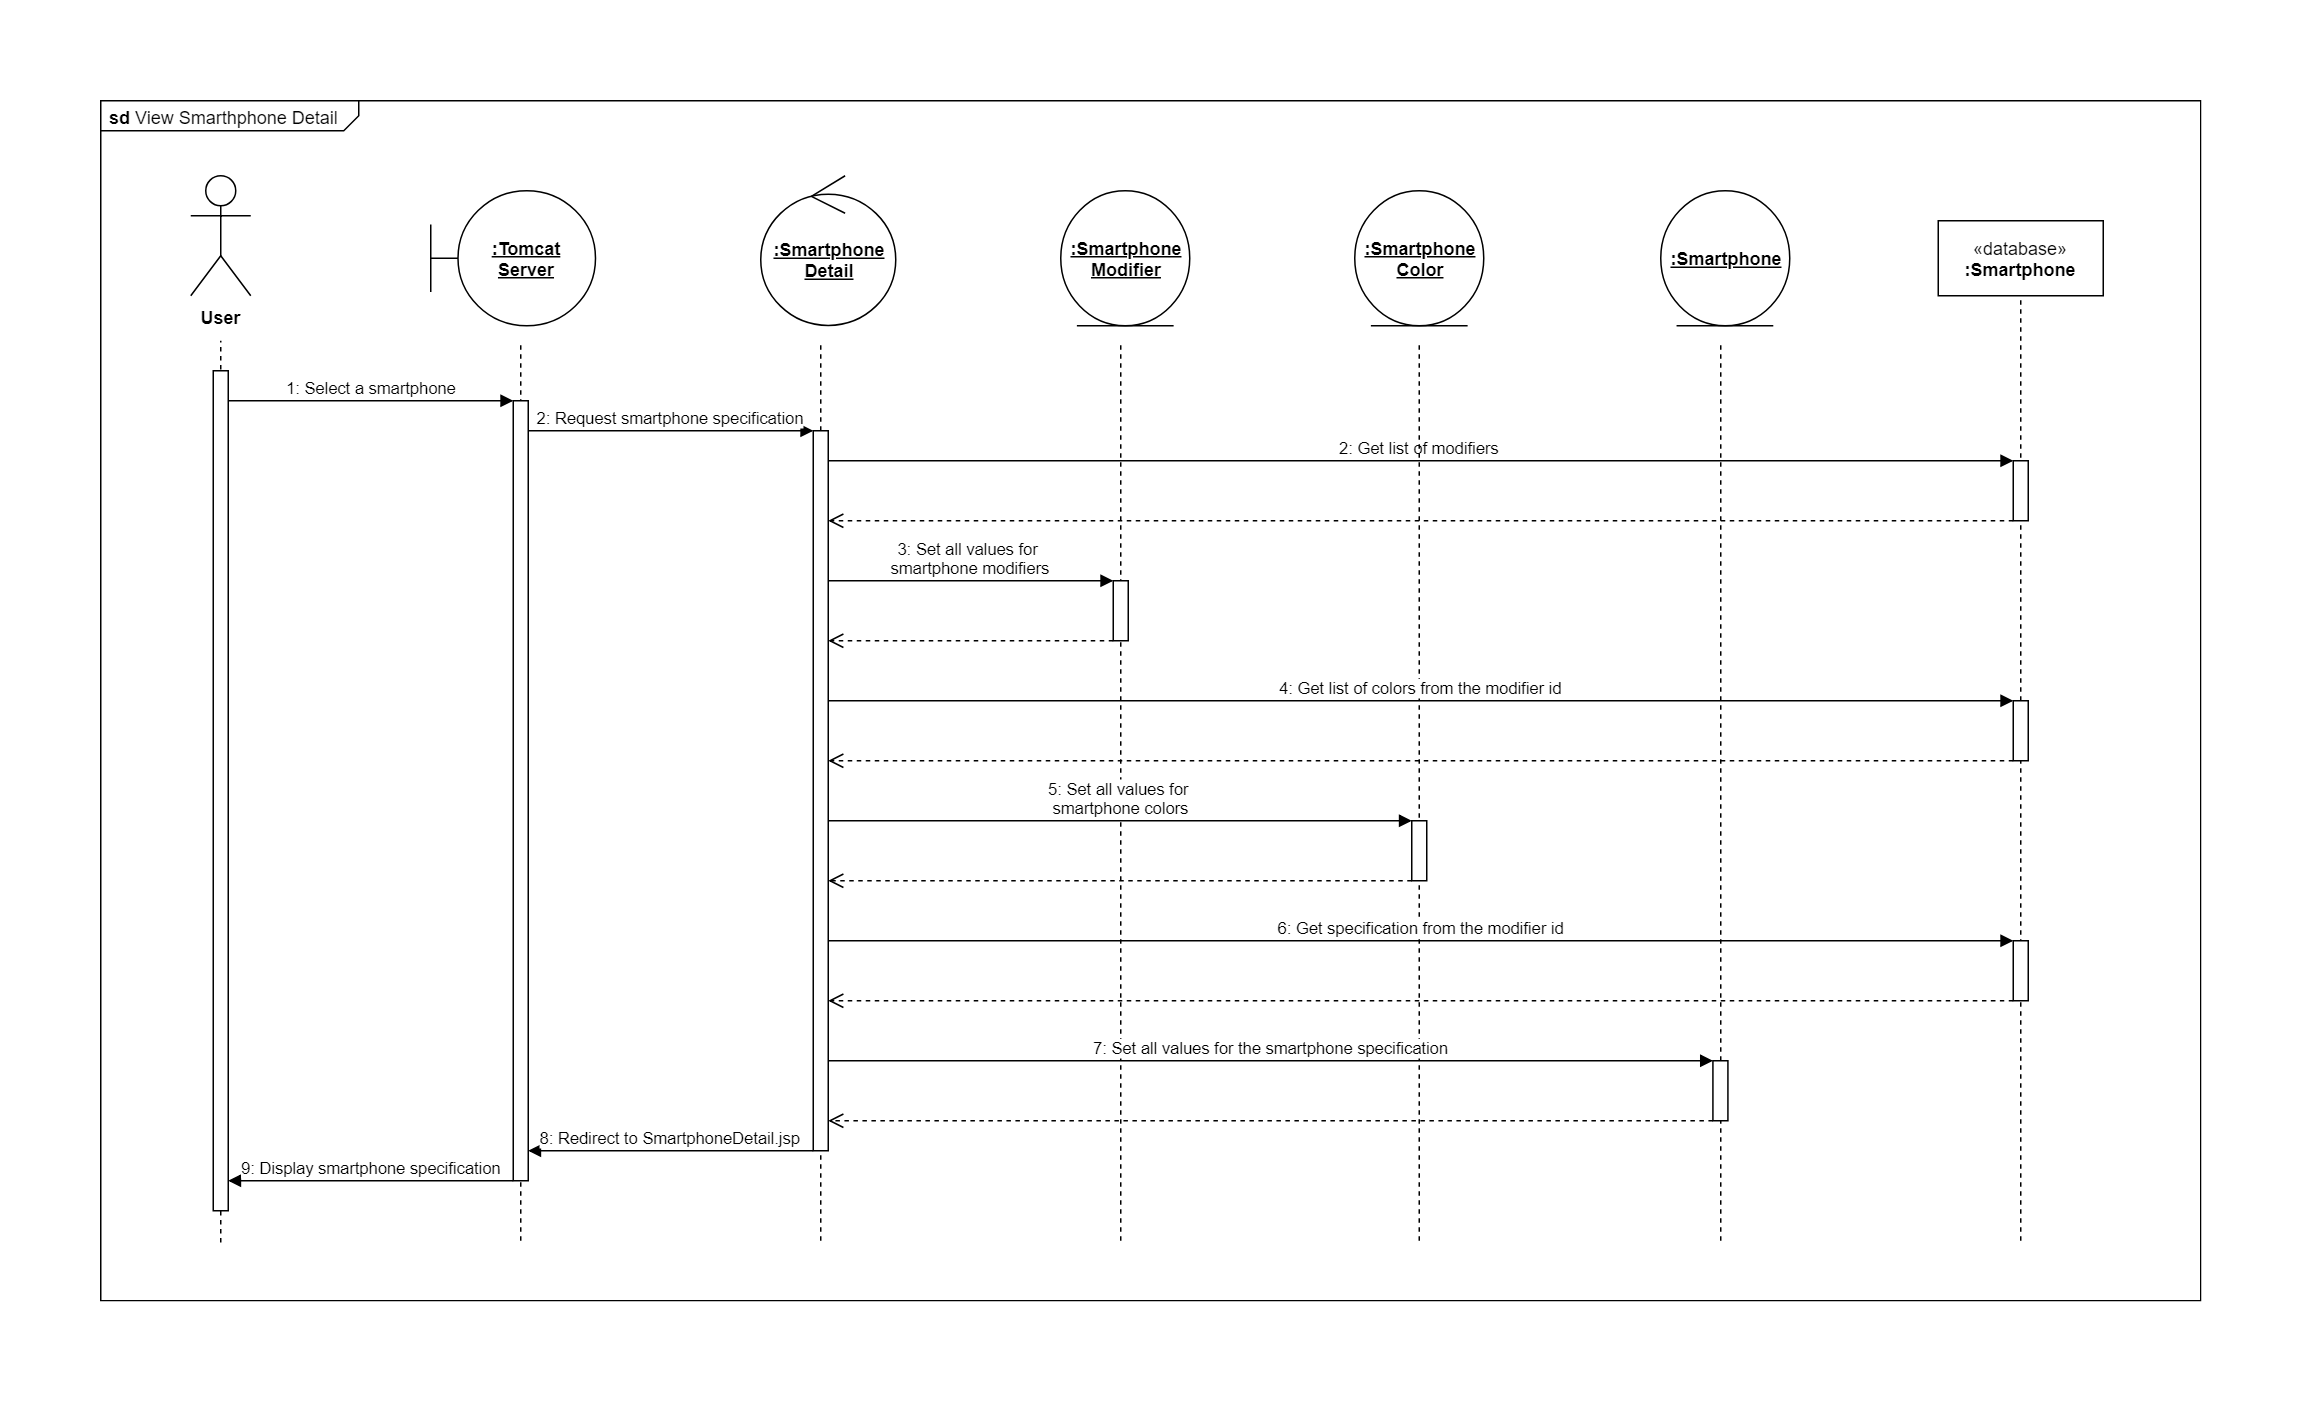 sd View Smarthphone Detail
User
:Tomcat
Server
:Smartphone
Detail
:Smartphone
Modifier
:Smartphone
Color
:Smartphone
«database»
:Smartphone
1: Select a smartphone
2: Request smartphone specification
2: Get list of modifiers
3: Set all values for
smartphone modifiers
4: Get list of colors from the modifier id
5: Set all values for
smartphone colors
6: Get specification from the modifier id
7: Set all values for the smartphone specification
8: Redirect to SmartphoneDetail.jsp
9: Display smartphone specification